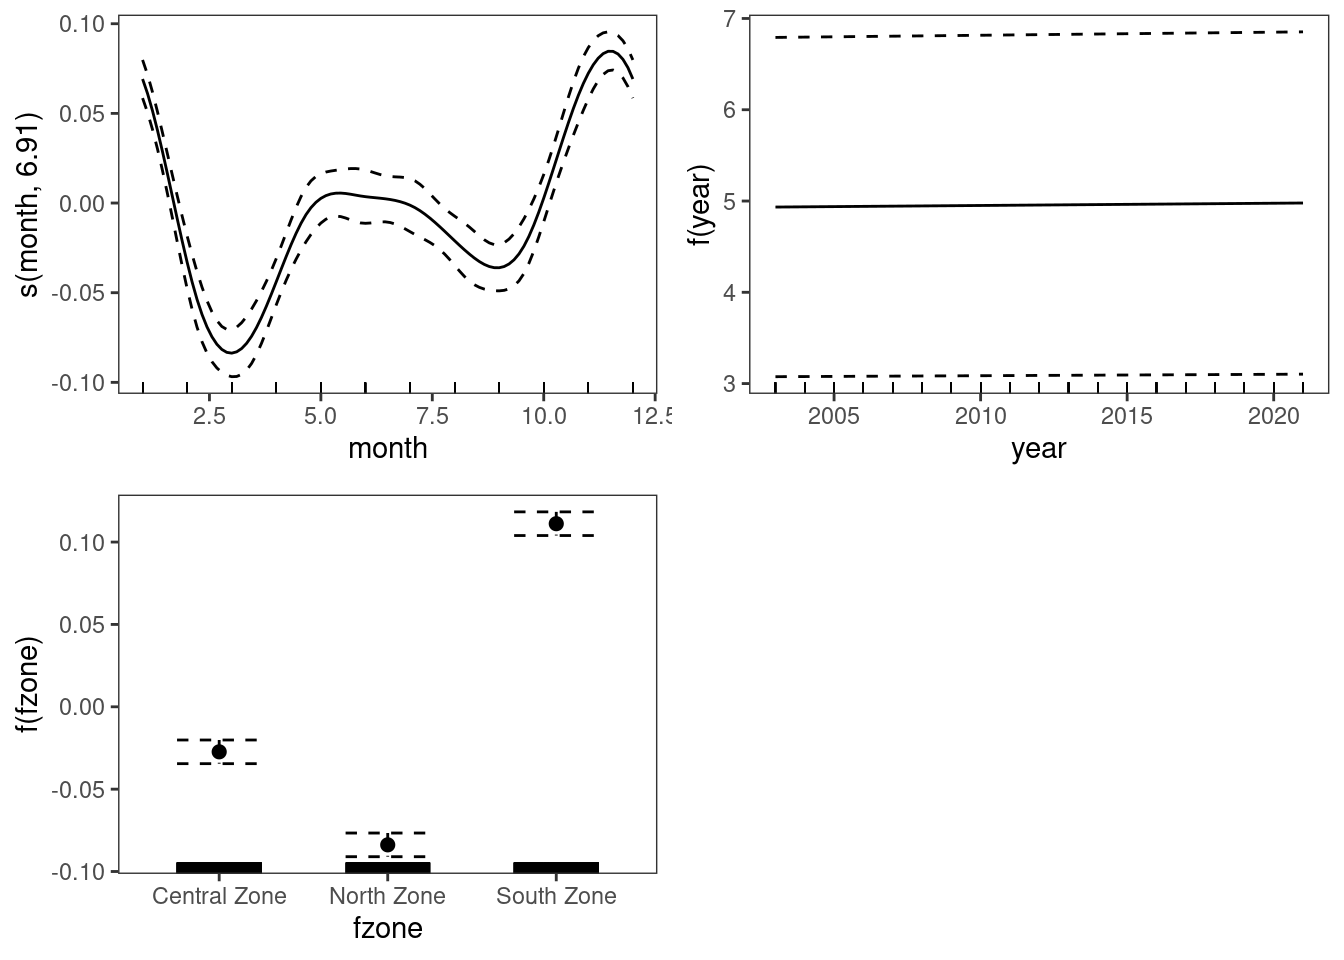 0.10
0.05
0.00
-0.05
-0.10
s(month, 6.91)
2.5 5.0 7.5 10.0 12.5
month
7
6
5
4
3
f(year)
2005 2010 2015 2020
year
0.10
0.05
0.00
-0.05
-0.10
f(fzone)
Central Zone North Zone South Zone
fzone